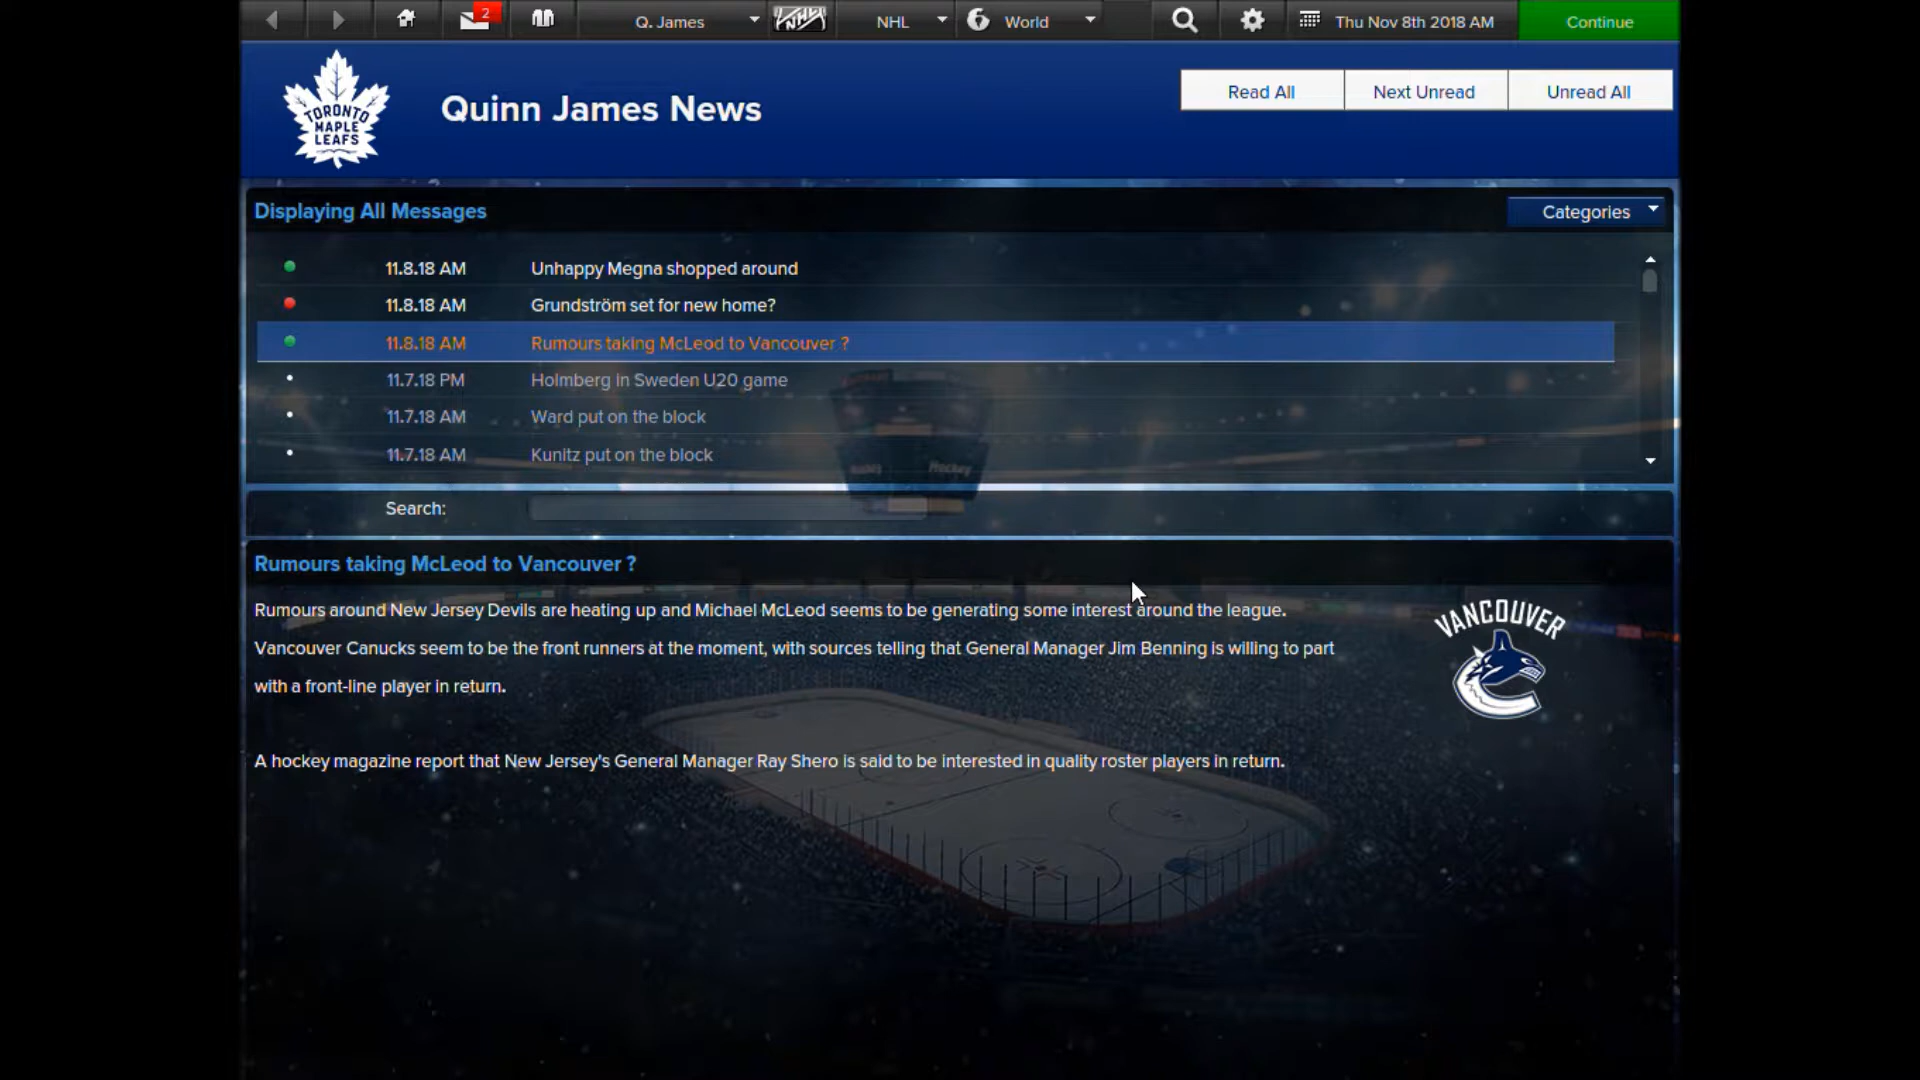 2
Q. James
NHL
NHL
World
Thu Nov 8th 2018 AM
Continue
TORONTO
MAPLE
LEAFS
Quinn James News
Read All
Next Unread
Unread All
Displaying All Messages
Categories
11.8.18 AM Unhappy Megna shopped around
11.8.18 AM Grundström set for new home?
11.8.18 AM Rumours taking McLeod to Vancouver ?
11.7.18 PM Holmberg in Sweden U20 game
11.7.18 AM Ward put on the block
11.7.18 AM Kunitz put on the block
Hockey
Search:
Rumours taking McLeod to Vancouver ?
Rumours around New Jersey Devils are heating up and Michael McLeod seems to be generating some interest around the league.
Vancouver Canucks seem to be the front runners at the moment, with sources telling that General Manager Jim Benning is willing to part
with a front-line player in return.
VANCOUVER
A hockey magazine report that New Jersey's General Manager Ray Shero is said to be interested in quality roster players in return.